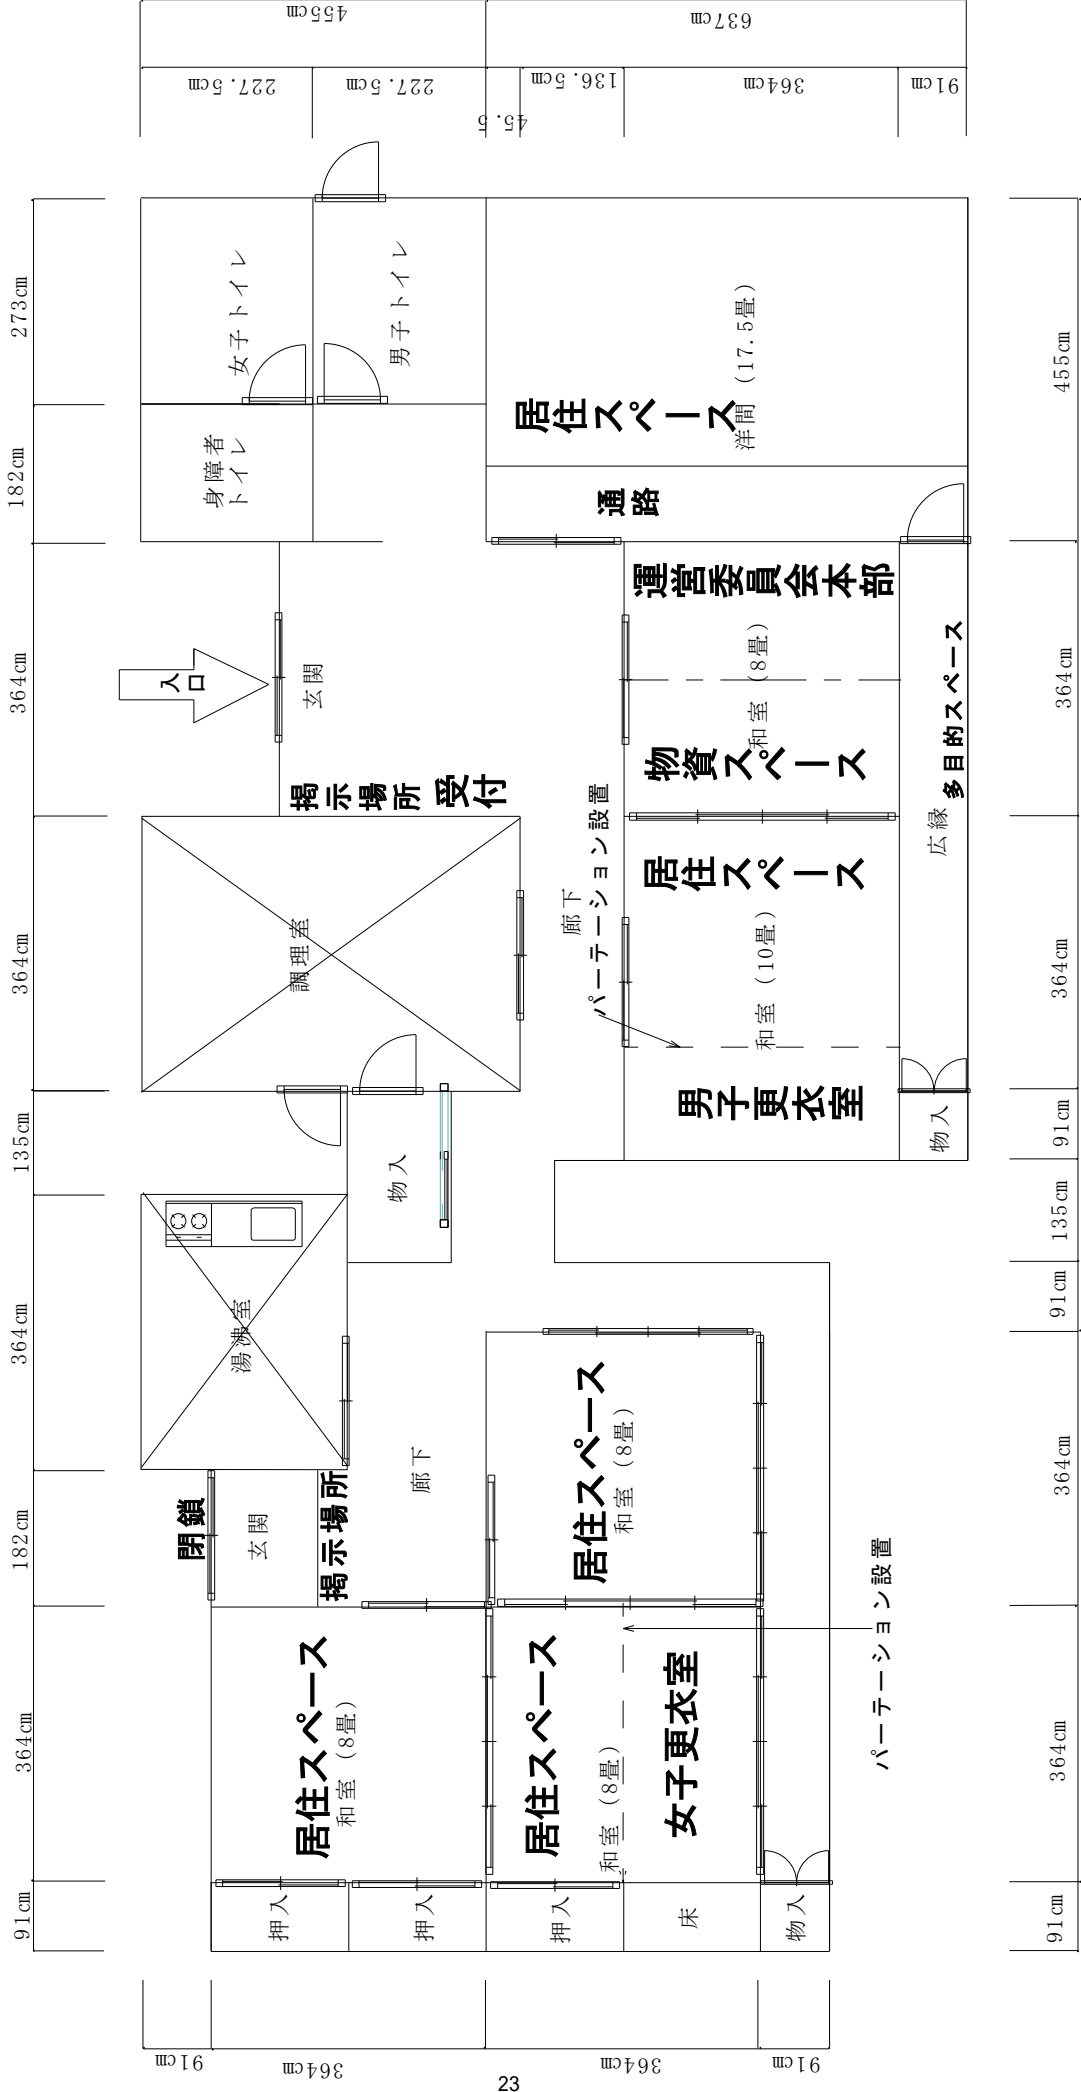 91cm
364cm
182cm
364cm
135cm
364cm
364cm
182cm
273cm
455cm
227.5cm
227.5cm
637cm
45.5
136.5cm
364cm
91cm
91cm
364cm
364cm
91cm
閉鎖
玄関
掲示場所
湯沸室
廊下
物入
調理室
入口
玄関
掲示場所
受付
身障者
トイレ
女子トイレ
男子トイレ
押入
押入
押入
床
物入
居住スペース
和室 (8畳)
居住スペース
和室 (8畳)
女子更衣室
居住スペース
和室 (8畳)
パーテーション設置
廊下
パーテーション設置
男子更衣室
和室 (10畳)
居住スペース
物資スペース
和室 (8畳)
運営委員会本部
通路
居住スペース
洋間 (17.5畳)
物入
広縁
多目的スペース
91cm
364cm
364cm
91cm
135cm
91cm
364cm
364cm
455cm
23